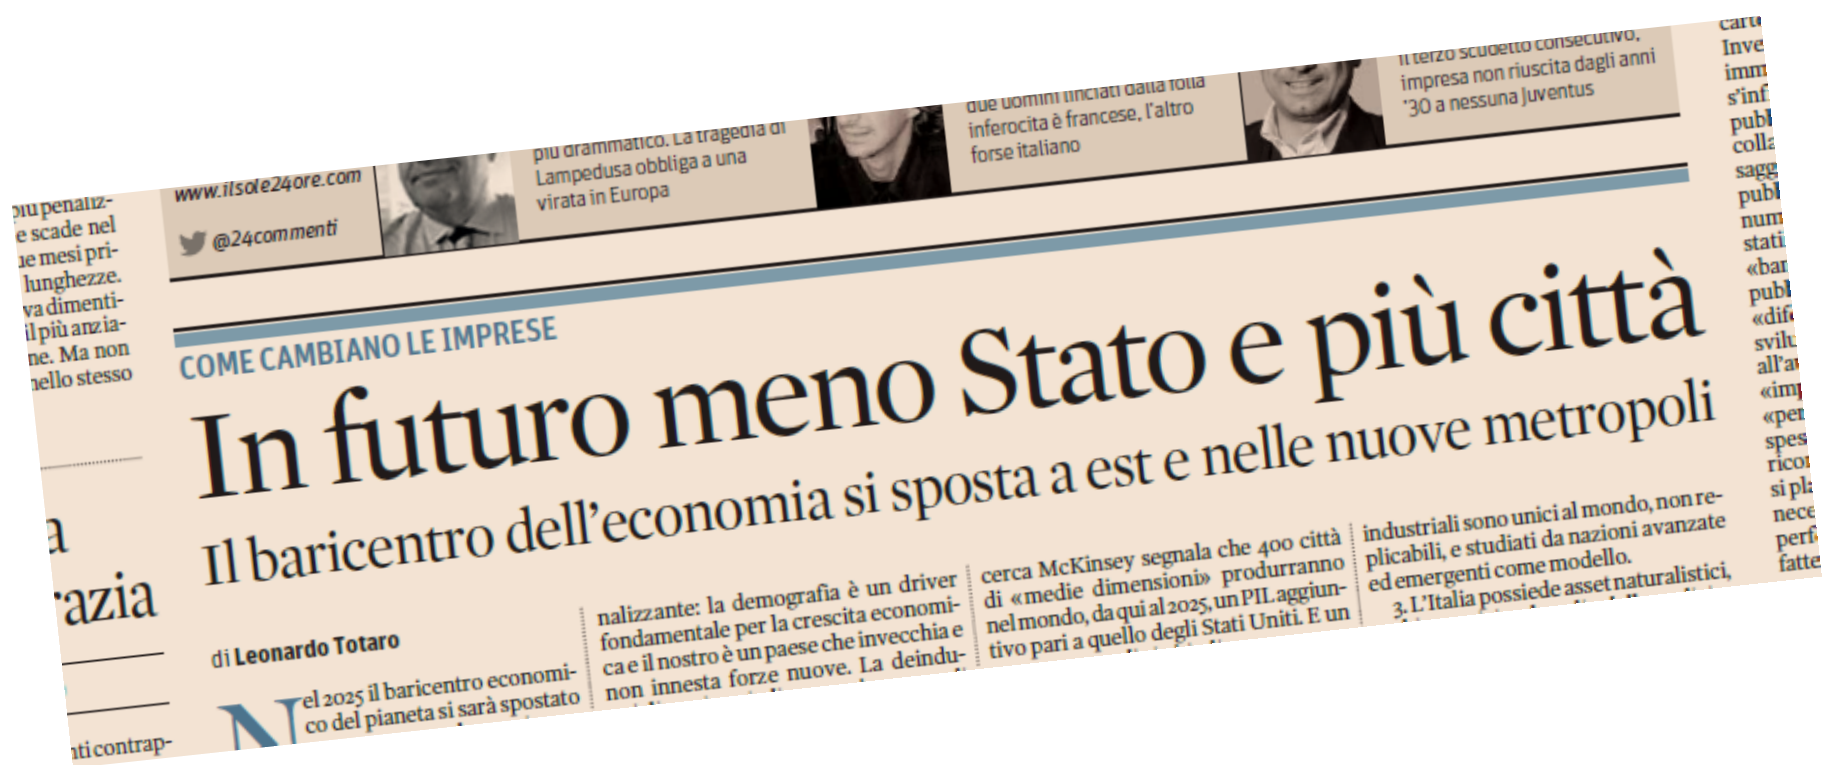 più penaliz-
e scade nel
ue mesi pri-
lunghezze.
va dimenti-
il più anzia-
ne. Ma non
nello stesso
a
razia
nti contrap-
www.ilsole24ore.com
@24commenti
più drammatico. La tragedia di
Lampedusa obbliga a una
virata in Europa
due uomini linciati dalla folla
inferocita è francese, l'altro
forse italiano
Il terzo scudetto consecutivo,
impresa non riuscita dagli anni
'30 a nessuna Juventus
COME CAMBIANO LE IMPRESE
In futuro meno Stato e più città
Il baricentro dell'economia si sposta a est e nelle nuove metropoli
di Leonardo Totaro
Nel 2025 il baricentro economi-
co del pianeta si sarà spostato
nalizzante: la demografia è un driver
fondamentale per la crescita economi-
ca e il nostro è un paese che invecchia e
non innesta forze nuove. La deindu-
cerca McKinsey segnala che 400 città
di «medie dimensioni» produrranno
nel mondo, da qui al 2025, un PIL aggiun-
tivo pari a quello degli Stati Uniti. E un
industriali sono unici al mondo, non re-
plicabili, e studiati da nazioni avanzate
ed emergenti come modello.
3. L'Italia possiede asset naturalistici,
carte
Inve
imm
s'inf
publ
colla
sagg
publ
num
stati
«ban
publ
«dife
svilu
all'a
«imp
«per
spes
ricon
si pla
nece
perf
fatte